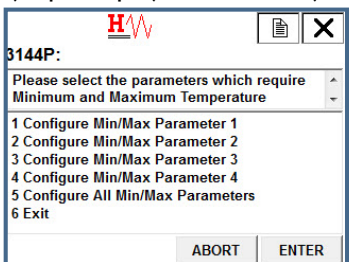 H
3144P:
Please select the parameters which require
Minimum and Maximum Temperature
1 Configure Min/Max Parameter 1
2 Configure Min/Max Parameter 2
3 Configure Min/Max Parameter 3
4 Configure Min/Max Parameter 4
5 Configure All Min/Max Parameters
6 Exit
ABORT ENTER